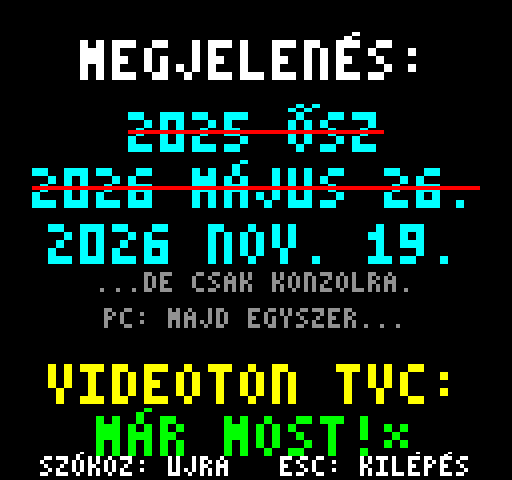 MEGJELENÉS:
2025 ŐSZ
2026 MÁJUS 26.
2026 NOV. 19.
...DE CSAK KONZOLRA.
PC: MAJD EGYSZER...
VIDEOTON TVC:
MÁR MOST!×
SZÓKÖZ: UJRA ESC: KILÉPÉS